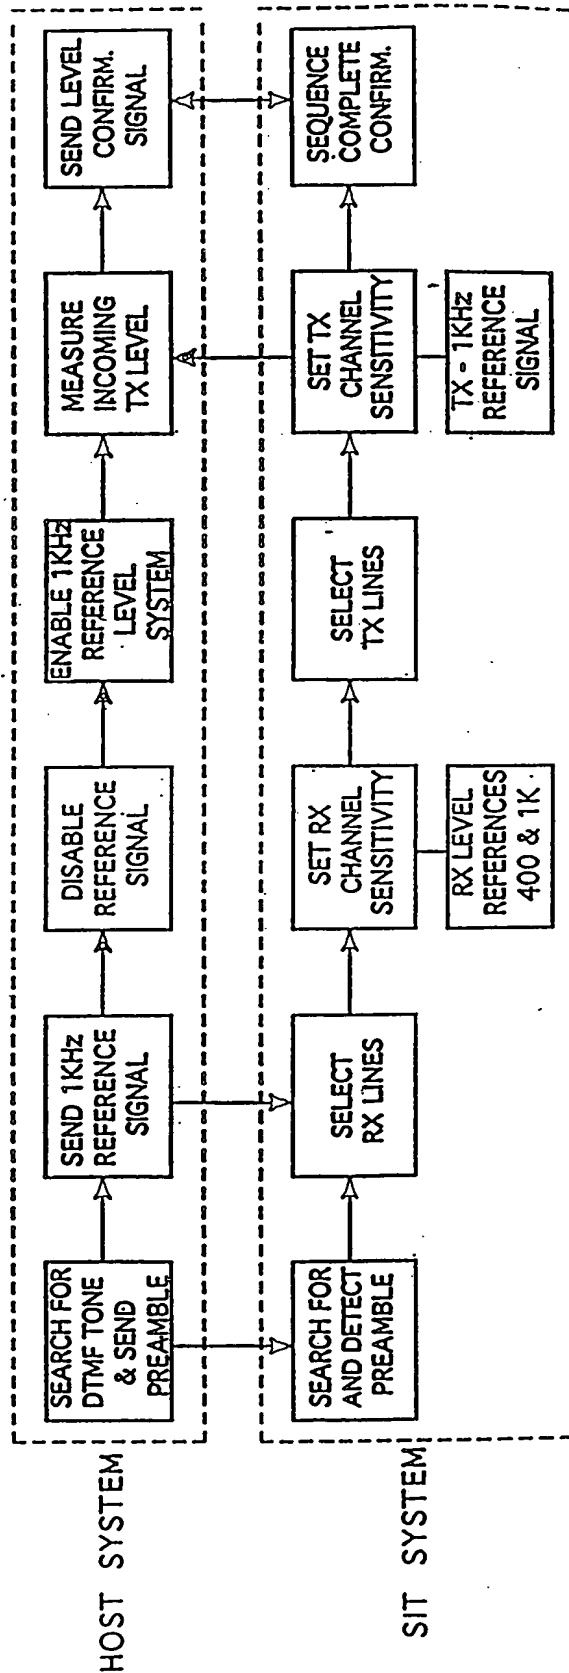 HOST SYSTEM
SEARCH FOR
DTMF TONE
& SEND
PREAMBLE
SEND 1KHz
REFERENCE
SIGNAL
DISABLE
REFERENCE
SIGNAL
ENABLE 1KHz
REFERENCE
LEVEL
SYSTEM
MEASURE
INCOMING
TX LEVEL
SEND LEVEL
CONFIRM.
SIGNAL
SIT SYSTEM
SEARCH FOR
AND DETECT
PREAMBLE
SELECT
RX LINES
SET RX
CHANNEL
SENSITIVITY
SELECT
TX LINES
SET TX
CHANNEL
SENSITIVITY
SEQUENCE
COMPLETE
CONFIRM.
RX LEVEL
REFERENCES
400 & 1K
TX - 1KHz
REFERENCE
SIGNAL